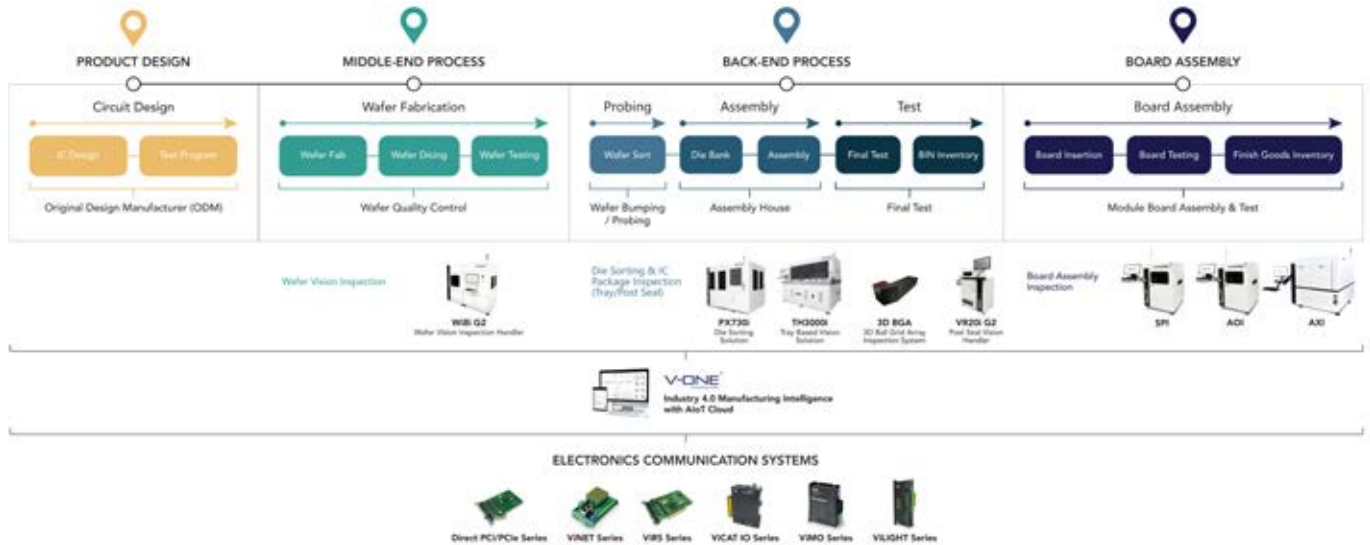 PRODUCT DESIGN
MIDDLE-END PROCESS
BACK-END PROCESS
BOARD ASSEMBLY
Circuit Design
Wafer Fabrication
Probing
Assembly
Test
Board Assembly
IC Design
Test Program
Wafer Fab
Wafer Dicing
Wafer Testing
Wafer Sort
Die Bank
Assembly
Final Test
BIN Inventory
Board Insertion
Board Testing
Finish Goods Inventory
Original Design Manufacturer (ODM)
Wafer Quality Control
Wafer Bumping
/ Probing
Assembly House
Final Test
Module Board Assembly & Test
Wafer Vision Inspection
WiBi G2
Wafer Vision Inspection Handler
Die Sorting & IC
Package Inspection
(Tray/Post Seal)
PX730i
Die Sorting
Solution
TH3000i
Tray Based Vision
Solution
3D BGA
3D Ball Grid Array
Inspection System
VR20i G2
Post Seal Vision
Handler
Board Assembly
Inspection
SPI
AOI
AXI
V-ONE
Industry 4.0 Manufacturing Intelligence
with AIoT Cloud
ELECTRONICS COMMUNICATION SYSTEMS
Direct PCI/PCIe Series
ViNET Series
VIRS Series
ViCAT IO Series
ViMO Series
ViLIGHT Series